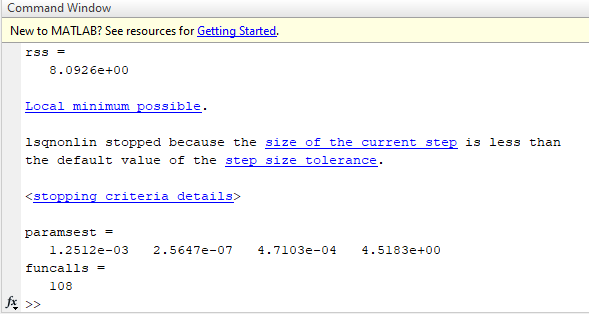 Command Window
New to MATLAB? See resources for Getting Started.
rss =
8.0926e+00
Local minimum possible.
lsqnonlin stopped because the size of the current step is less than
the default value of the step size tolerance.
<stopping criteria details>
paramsest =
1.2512e-03 2.5647e-07 4.7103e-04 4.5183e+00
funcalls =
108
fx >>